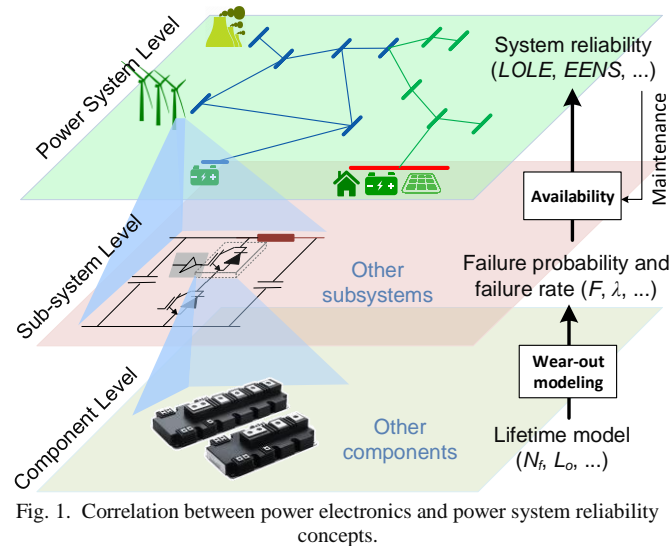 Power System Level
System reliability
(LOLE, EENS, ...)
Maintenance
Availability
Sub-system Level
Other
subsystems
Failure probability and
failure rate (F, λ, ...)
Wear-out
modeling
Component Level
Other
components
Lifetime model
(Nf, Lo, ...)
Fig. 1. Correlation between power electronics and power system reliability
concepts.